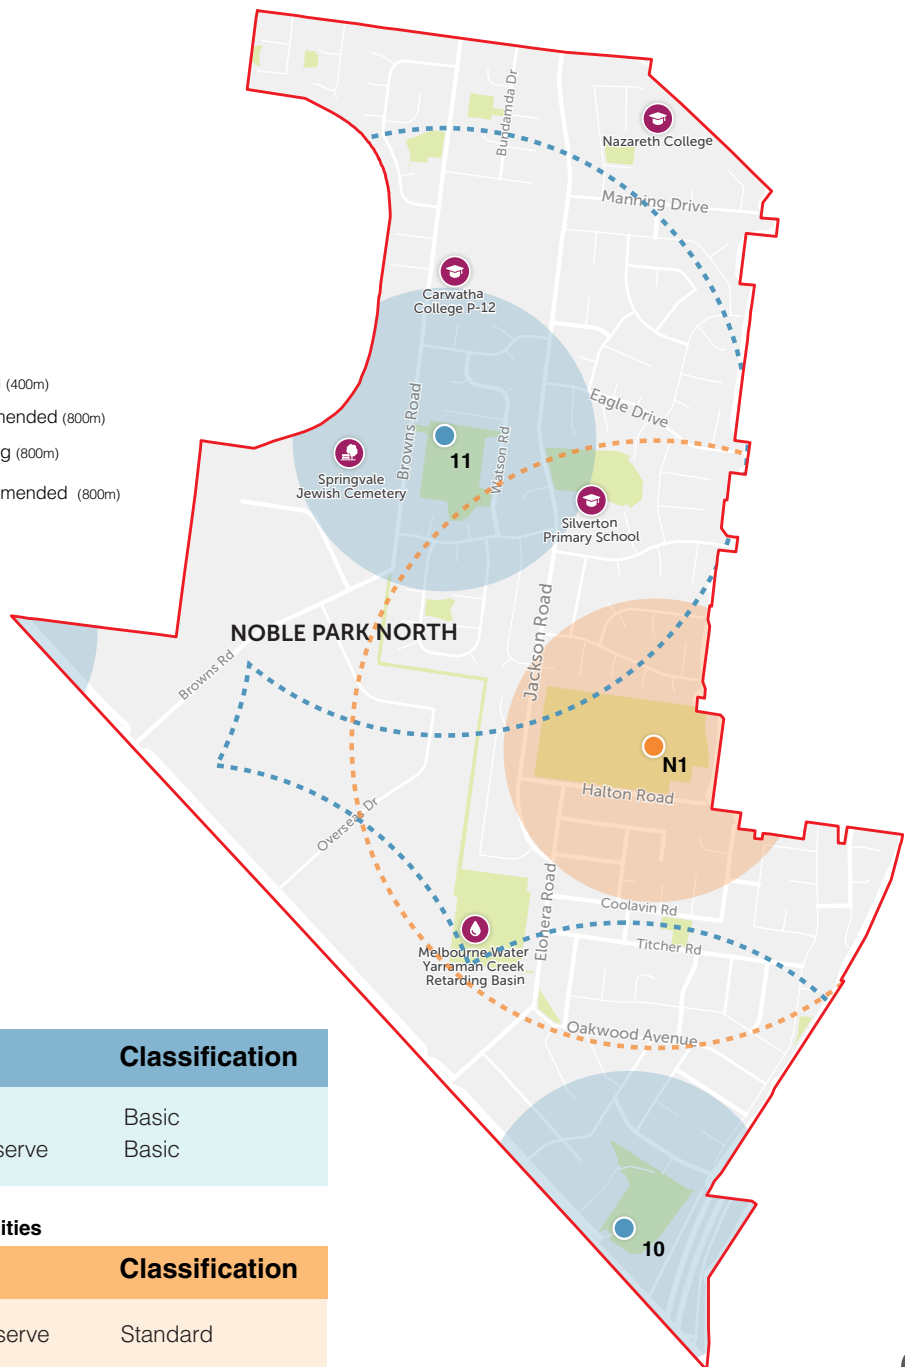 Bundamda Dr
Nazareth College
Manning Drive
Carwatha
College P-12
(400m)
mended (800m)
g (800m)
mmended (800m)
Eagle Drive
Browns Road
Watson Rd
11
Springvale
Jewish Cemetery
Silverton
Primary School
NOBLE PARK NORTH
Jackson Road
Browns Rd
N1
Halton Road
Overseas Dr
Elonera Road
Coolavin Rd
Titcher Rd
Melbourne Water
Yarraman Creek
Retarding Basin
Oakwood Avenue
Classification
Basic
serve Basic
10
ities
Classification
serve Standard